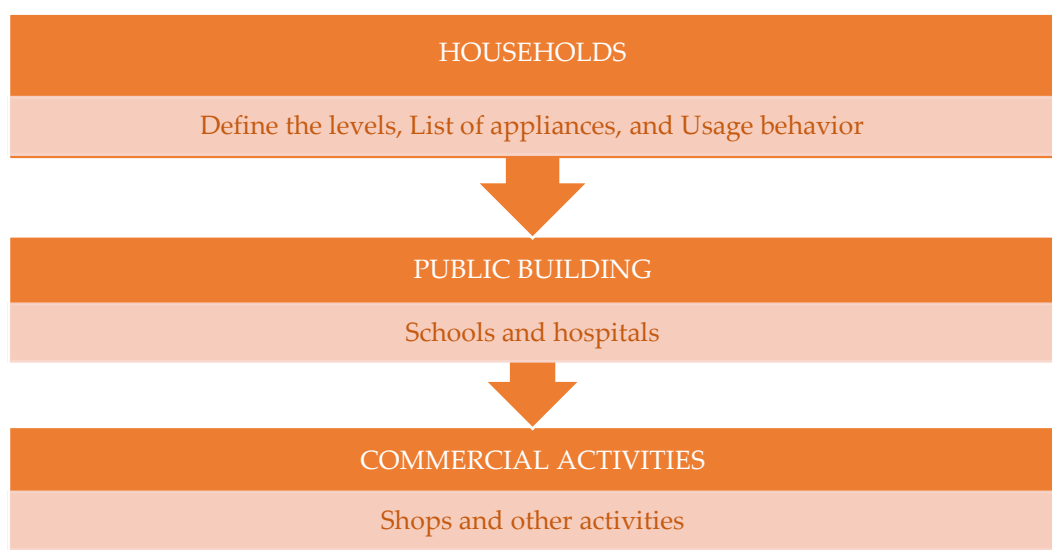 HOUSEHOLDS
Define the levels, List of appliances, and Usage behavior
PUBLIC BUILDING
Schools and hospitals
COMMERCIAL ACTIVITIES
Shops and other activities